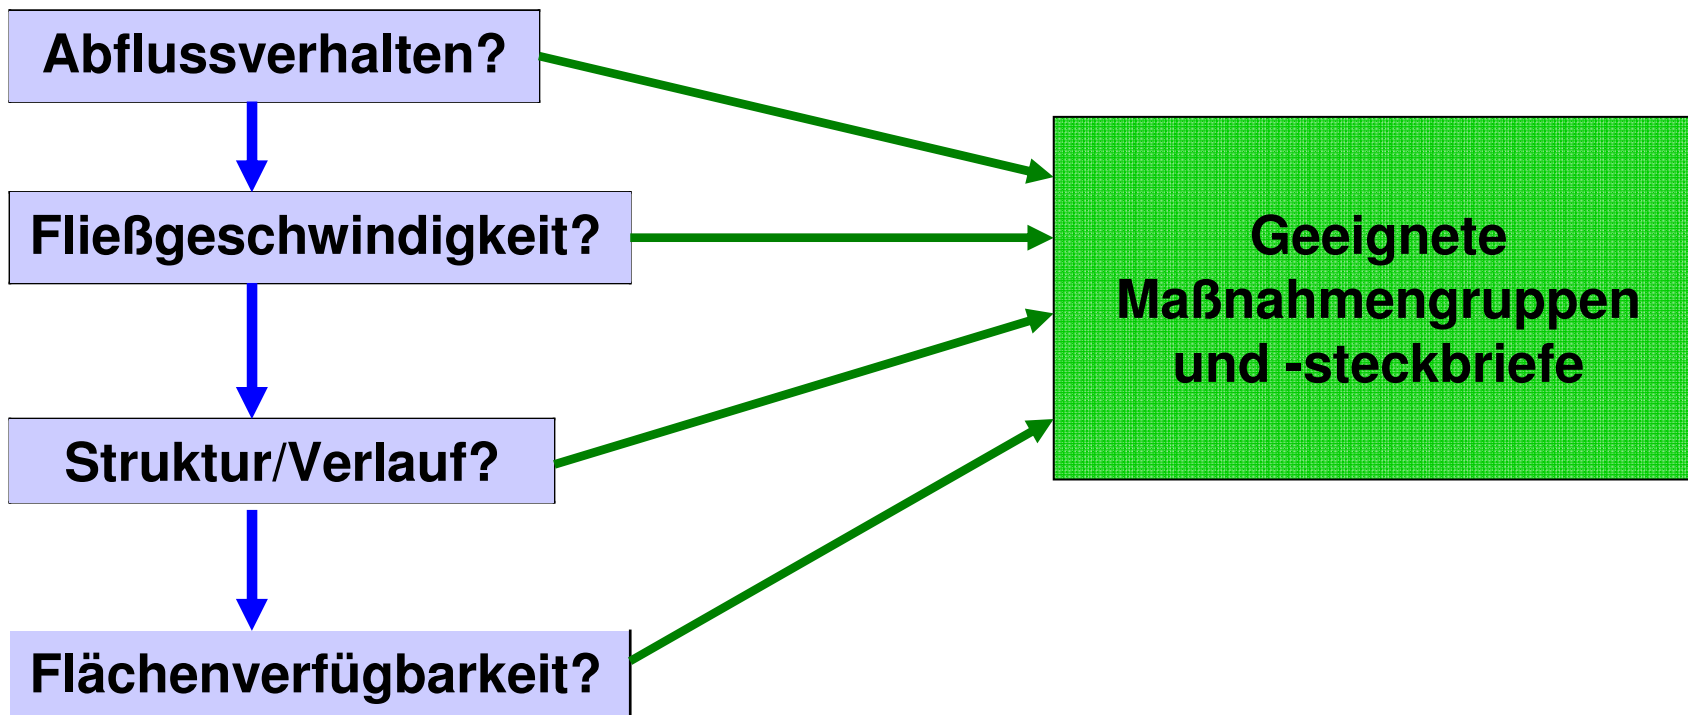 Abflussverhalten?
Fließgeschwindigkeit?
Struktur/Verlauf?
Flächenverfügbarkeit?
Geeignete
Maßnahmengruppen
und -steckbriefe